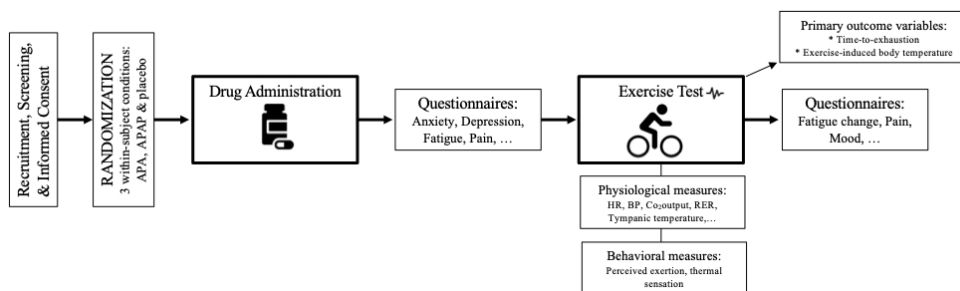 Recruitment, Screening,
& Informed Consent
RANDOMIZATION
3 within-subject conditions:
APA, APAP & placebo
Drug Administration
Questionnaires:
Anxiety, Depression,
Fatigue, Pain, ...
Exercise Test
Primary outcome variables:
* Time-to-exhaustion
* Exercise-induced body temperature
Questionnaires:
Fatigue change, Pain,
Mood, ...
Physiological measures:
HR, BP, Co₂output, RER,
Tympanic temperature,...
Behavioral measures:
Perceived exertion, thermal
sensation